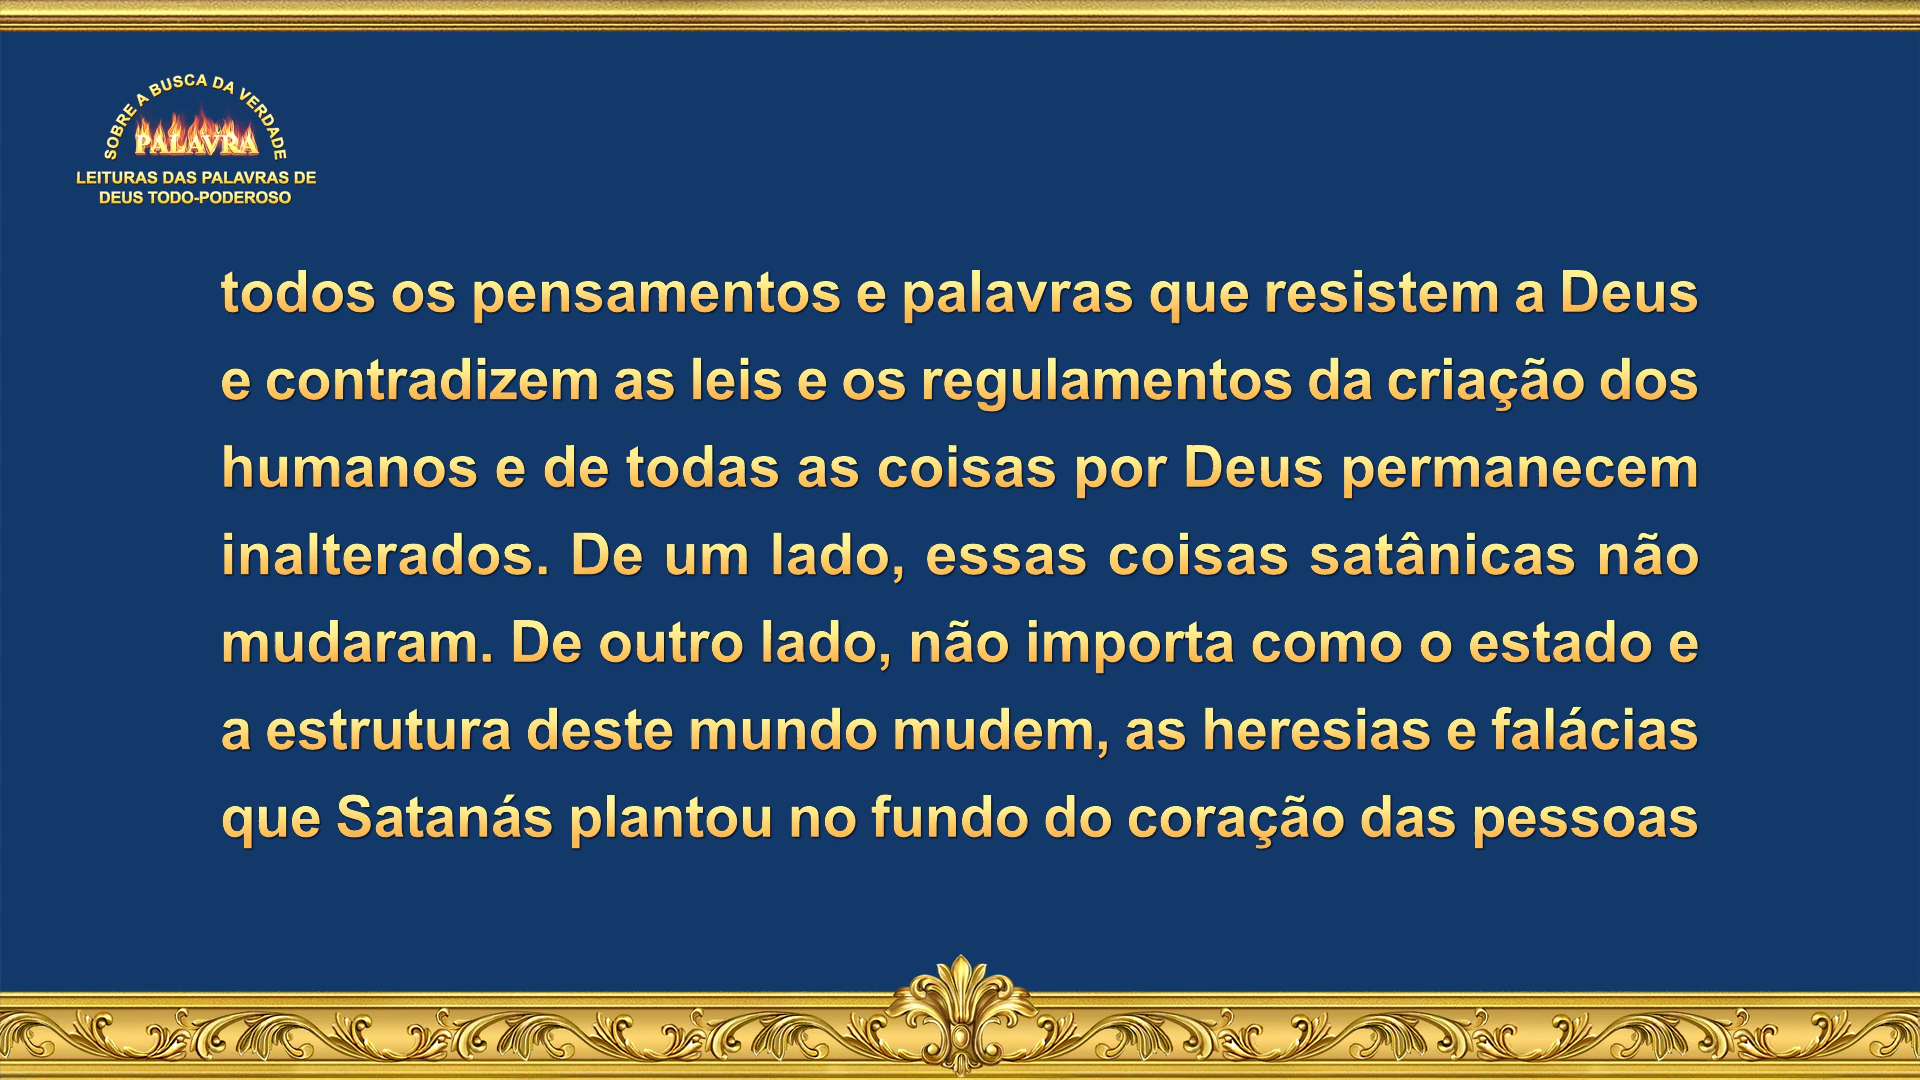 SOBRE A BUSCA DA VERDADE
PALAVRA
LEITURAS DAS PALAVRAS DE
DEUS TODO-PODEROSO
todos os pensamentos e palavras que resistem a Deus
e contradizem as leis e os regulamentos da criação dos
humanos e de todas as coisas por Deus permanecem
inalterados. De um lado, essas coisas satânicas não
mudaram. De outro lado, não importa como o estado e
a estrutura deste mundo mudem, as heresias e falácias
que Satanás plantou no fundo do coração das pessoas